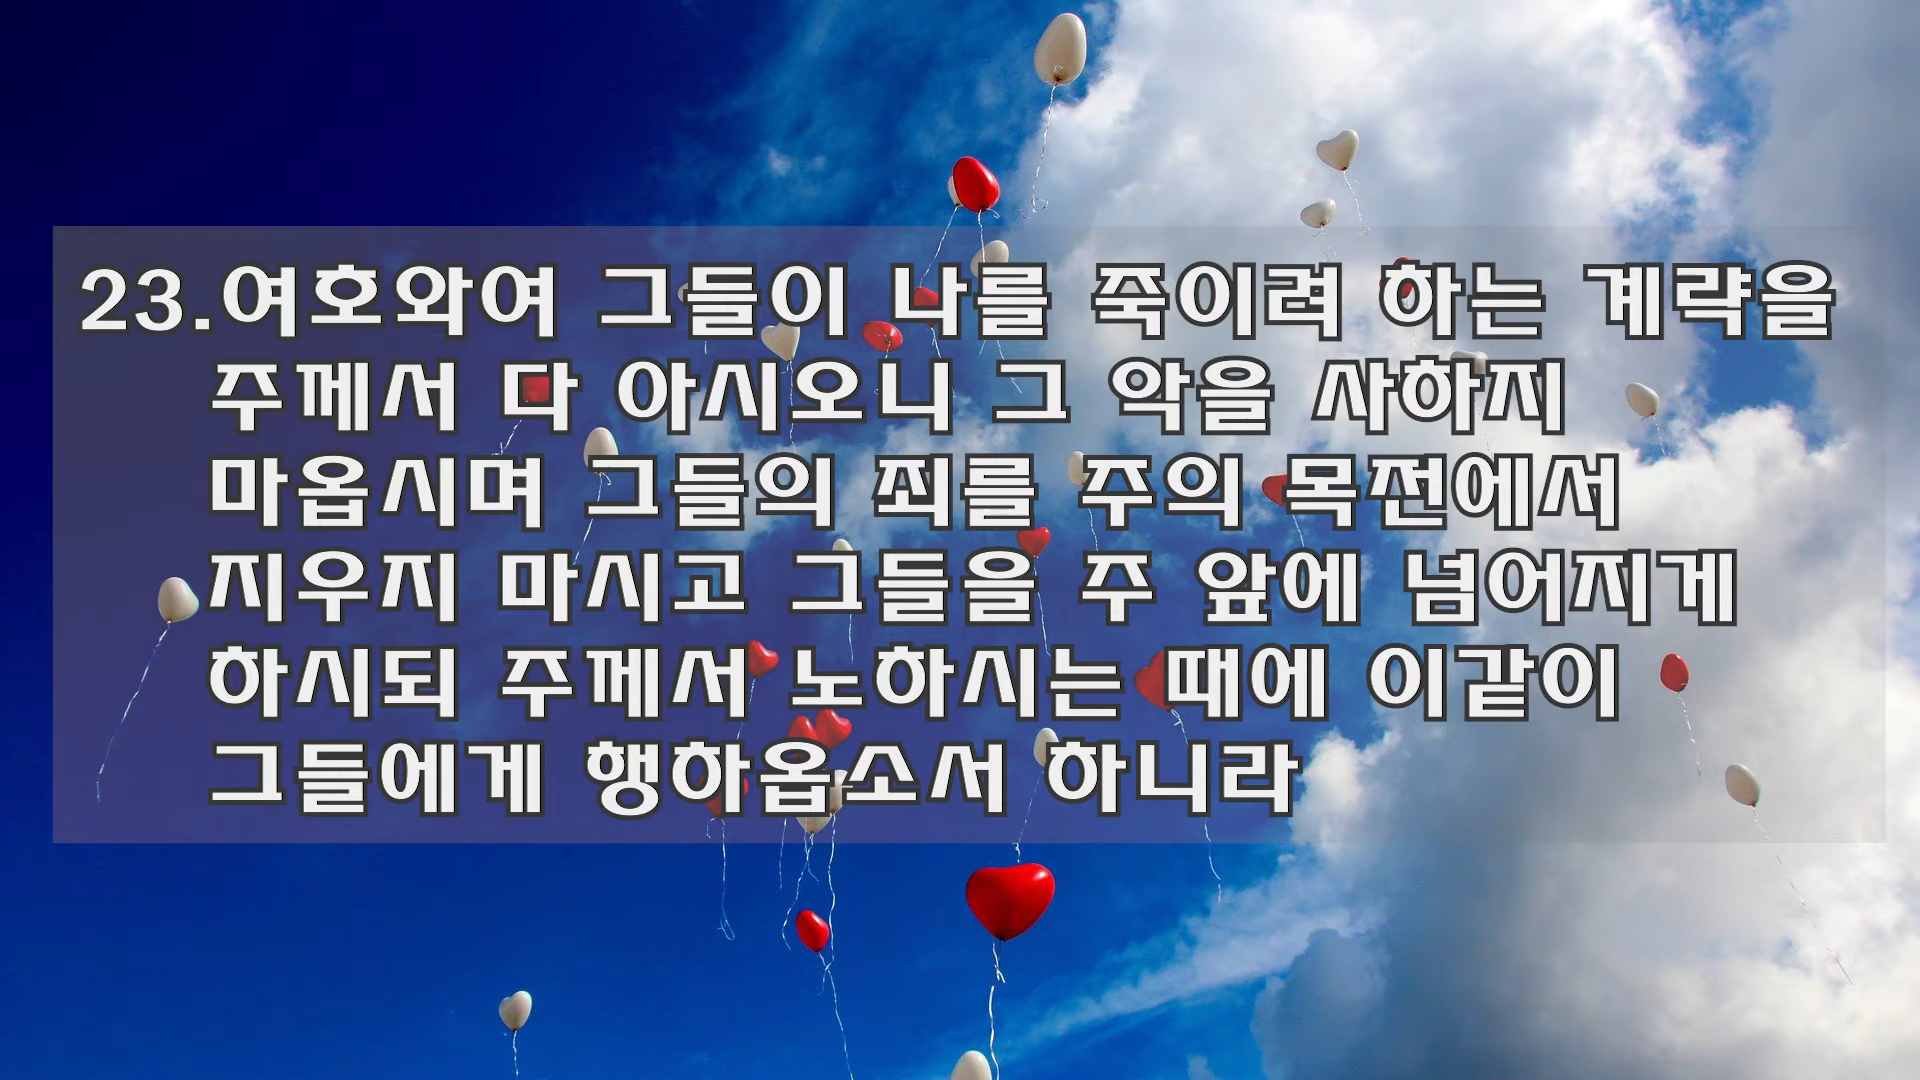 23.여호와여 그들이 나를 죽이려 하는 계략을
주께서 다 아시오니 그 악을 사하지
마옵시며 그들의 죄를 주의 목전에서
지우지 마시고 그들을 주 앞에 넘어지게
하시되 주께서 노하시는 때에 이같이
그들에게 행하옵소서 하니라